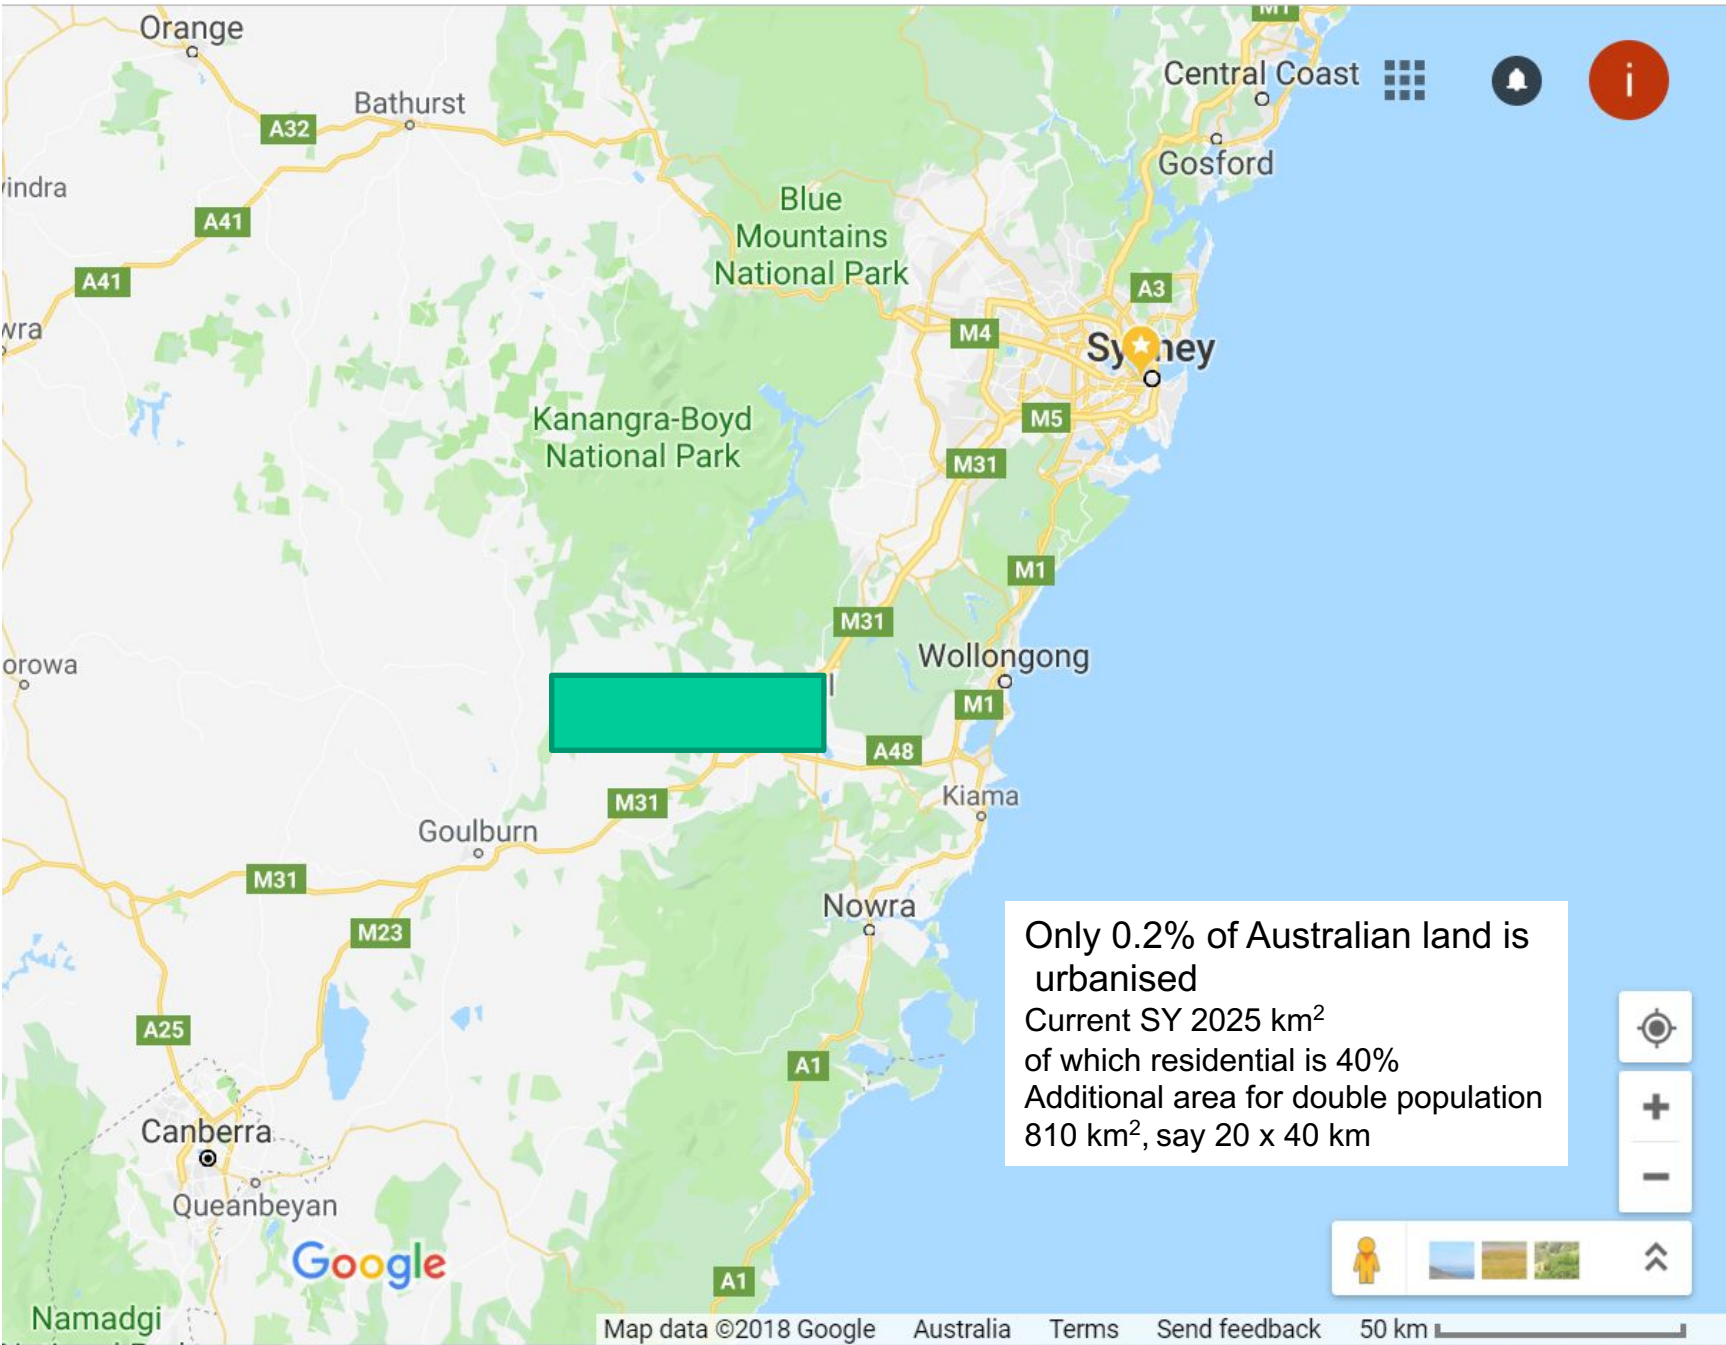 M1
Orange
Central Coast
i
Bathurst
A32
Gosford
indra
Blue
Mountains
National Park
A41
A41
A3
wra
M4
Sydney
Kanangra-Boyd
National Park
M5
M31
M1
M31
Wollongong
orowa
l
M1
A48
M31
Kiama
Goulburn
M31
Nowra
M23
Only 0.2% of Australian land is
urbanised
Current SY 2025 km²
of which residential is 40%
Additional area for double population
810 km², say 20 x 40 km
A25
A1
Canberra
Queanbeyan
Google
A1
Namadgi
Map data ©2018 Google Australia Terms Send feedback 50 km